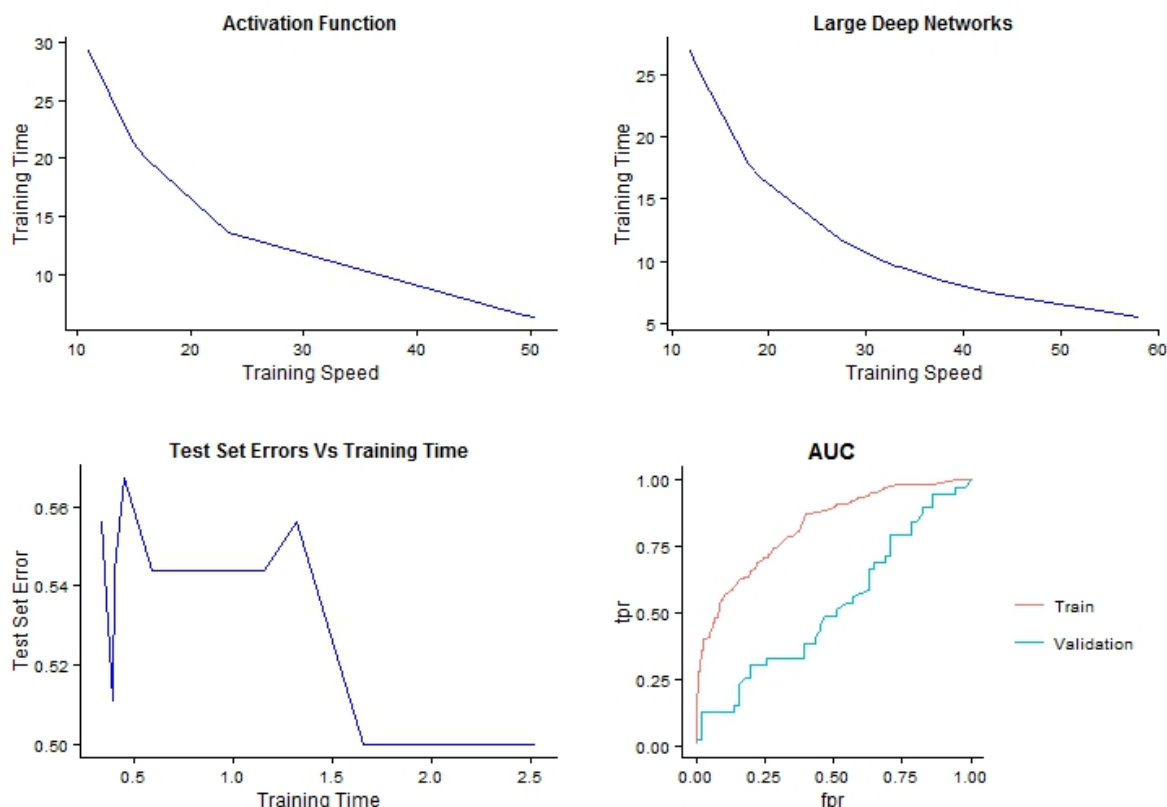 Activation Function
30
25
20
15
10
Training Time
10 20 30 40 50
Training Speed
Large Deep Networks
25
20
15
10
5
Training Time
10 20 30 40 50 60
Training Speed
Test Set Errors Vs Training Time
0.56
0.54
0.52
0.50
Test Set Error
0.5 1.0 1.5 2.0 2.5
Training Time
AUC
1.00
0.75
0.50
0.25
0.00
tpr
0.00 0.25 0.50 0.75 1.00
fpr
Train
Validation